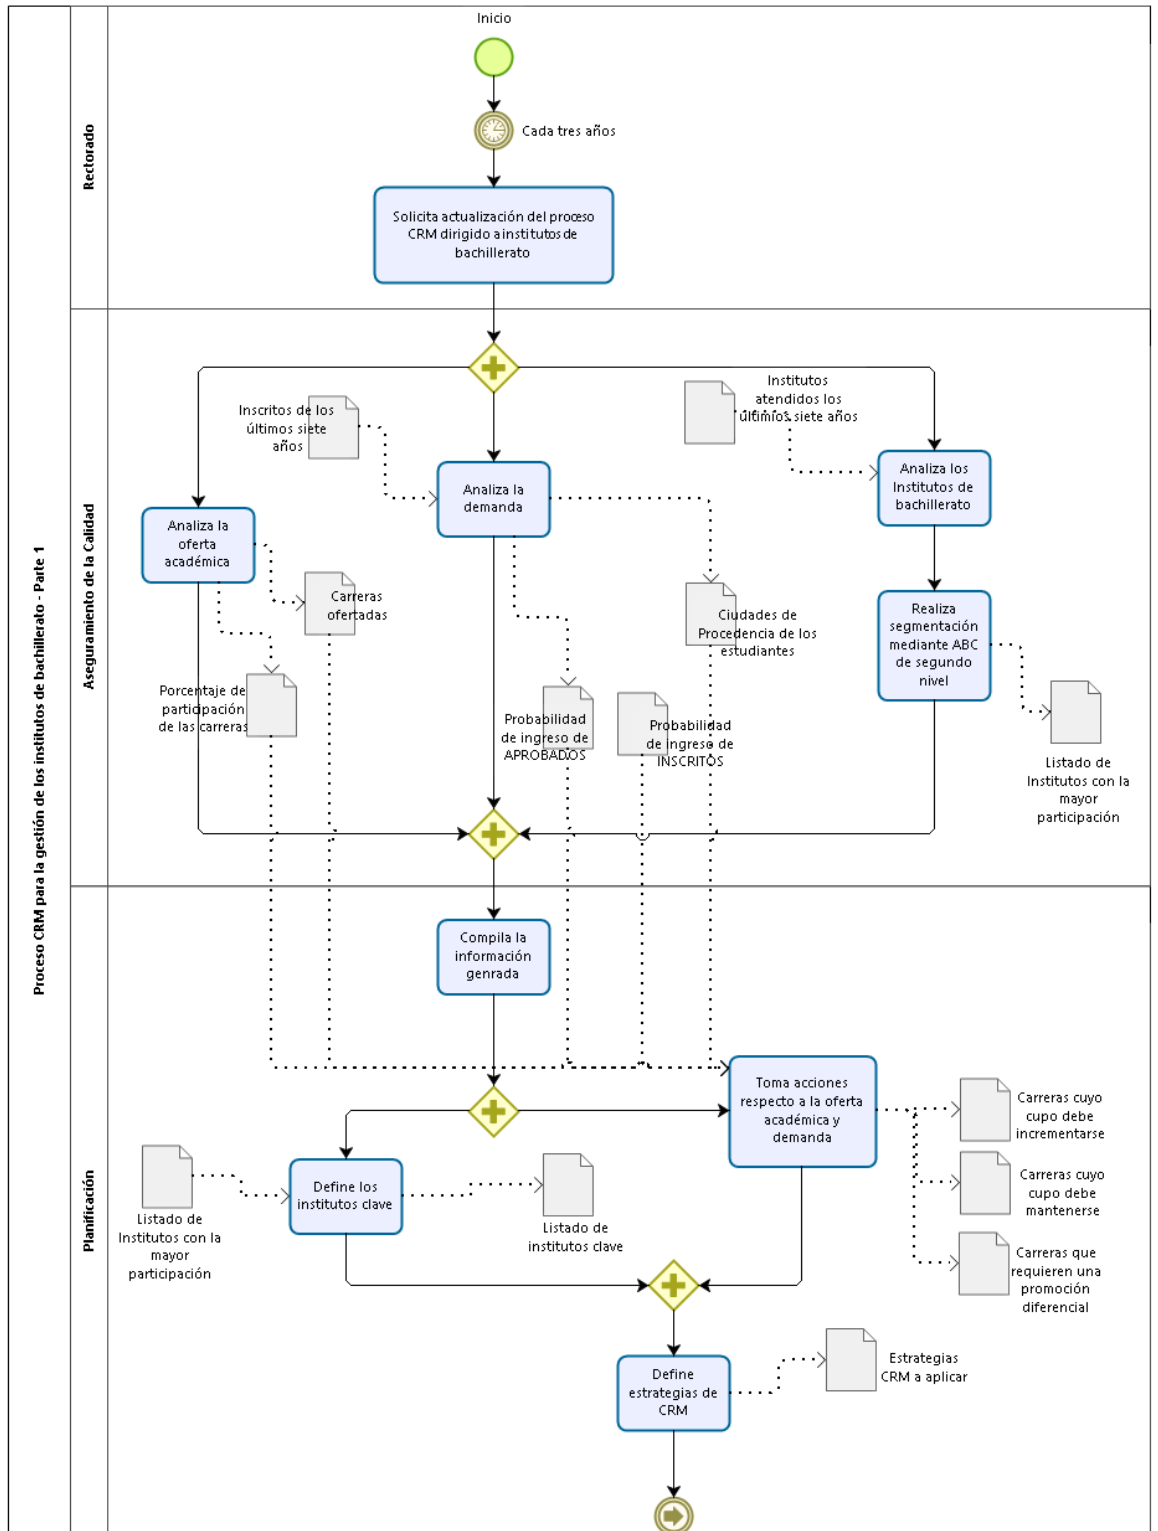 Proceso CRM para la gestión de los institutos de bachillerato - Parte 1
Rectorado
Inicio
Cada tres años
Solicita actualización del proceso
CRM dirigido a institutos de
bachillerato
Aseguramiento de la Calidad
Inscritos de los
últimos siete
años
Institutos
atendidos los
últimios siete años
Analiza la
oferta
académica
Analiza la
demanda
Analiza los
Institutos de
bachillerato
Carreras
ofertadas
Ciudades de
Procedencia de los
estudiantes
Realiza
segmentación
mediante ABC
de segundo
nivel
Porcentaje de
participación
de las carreras
Probabilidad
de ingreso de
APROBADOS
Probabilidad
de ingreso de
INSCRITOS
Listado de
Institutos con la
mayor
participación
Planificación
Compila la
información
genrada
Toma acciones
respecto a la oferta
académica y
demanda
Carreras cuyo
cupo debe
incrementarse
Define los
institutos clave
Carreras cuyo
cupo debe
mantenerse
Listado de
Institutos con la
mayor
participación
Listado de
institutos clave
Carreras que
requieren una
promoción
diferencial
Define
estrategias de
CRM
Estrategias
CRM a aplicar